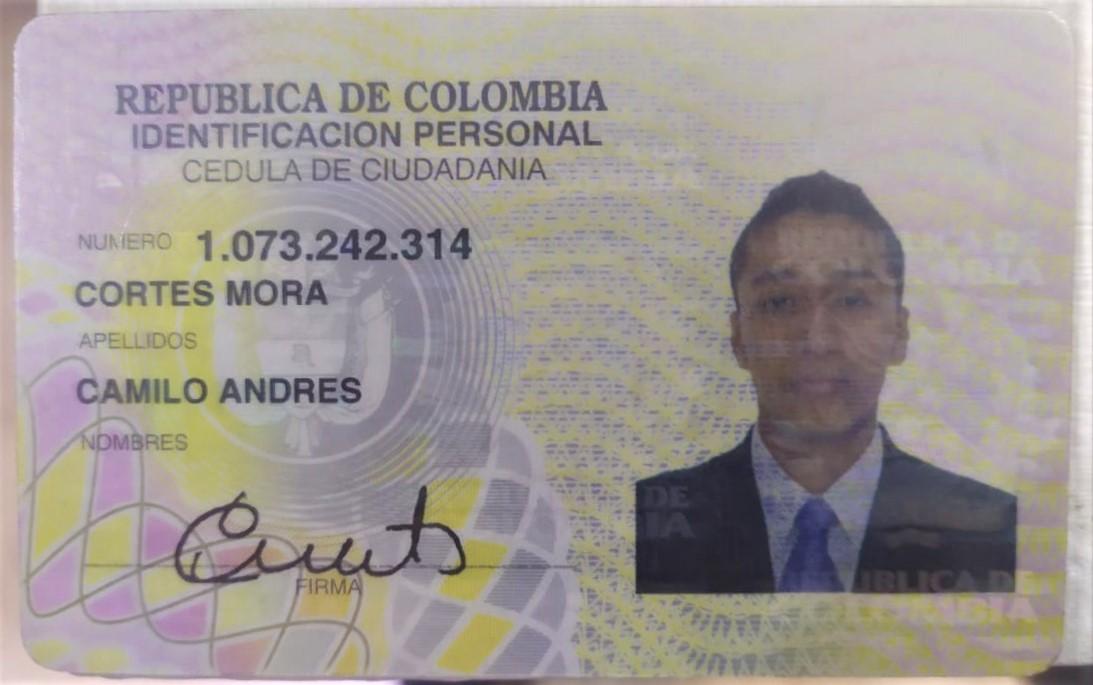 REPUBLICA DE COLOMBIA
IDENTIFICACION PERSONAL
CEDULA DE CIUDADANIA
NUMERO 1.073.242.314
CORTES MORA
APELLIDOS
CAMILO ANDRES
NOMBRES
FIRMA